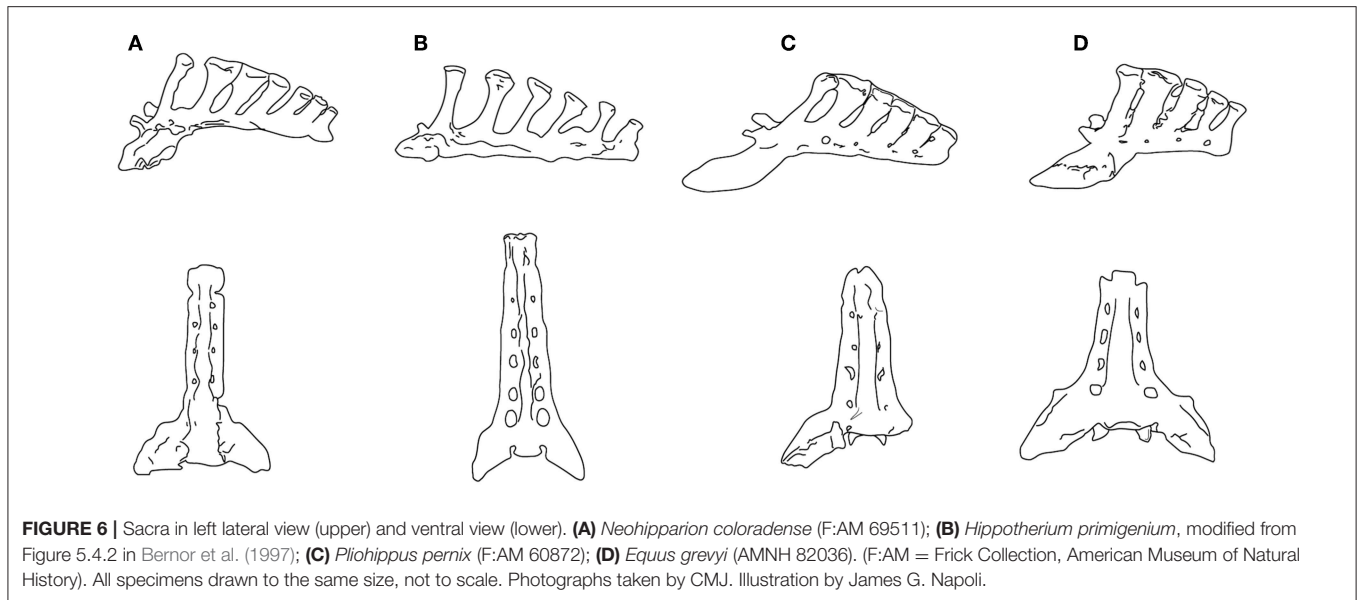 A B C D
FIGURE 6 | Sacra in left lateral view (upper) and ventral view (lower). (A) Neohipparion coloradense (F:AM 69511); (B) Hippotherium primigenium, modified from
Figure 5.4.2 in Bernor et al. (1997); (C) Pliohippus pernix (F:AM 60872); (D) Equus grevyi (AMNH 82036). (F:AM = Frick Collection, American Museum of Natural
History). All specimens drawn to the same size, not to scale. Photographs taken by CMJ. Illustration by James G. Napoli.